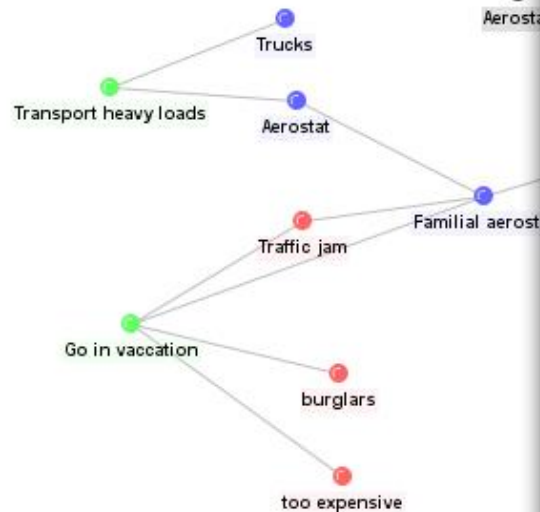 Aerosta
Trucks
Transport heavy loads
Aerostat
Traffic jam
Familial aerost
Go in vaccation
burglars
too expensive